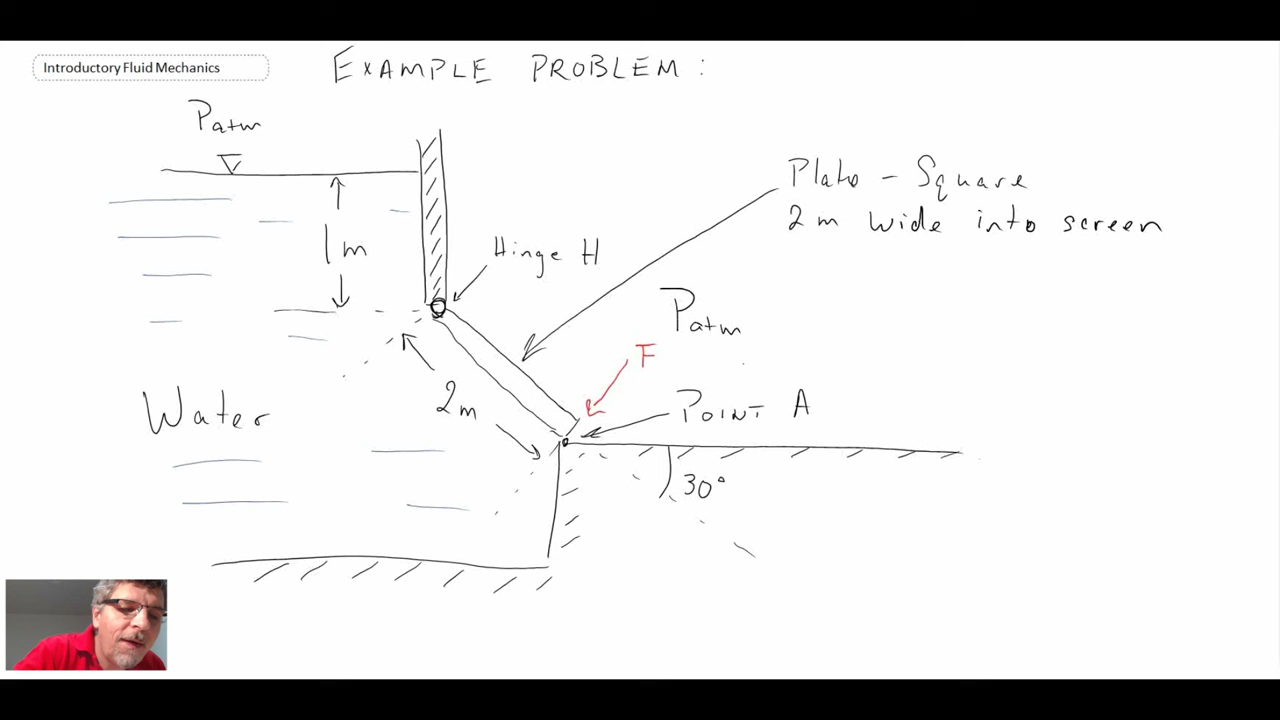 Introductory Fluid Mechanics
EXAMPLE PROBLEM:
Patm
Plate - Square
2m wide into screen
1m
Hinge H
Patm
F
2m
Water
POINT A
30°